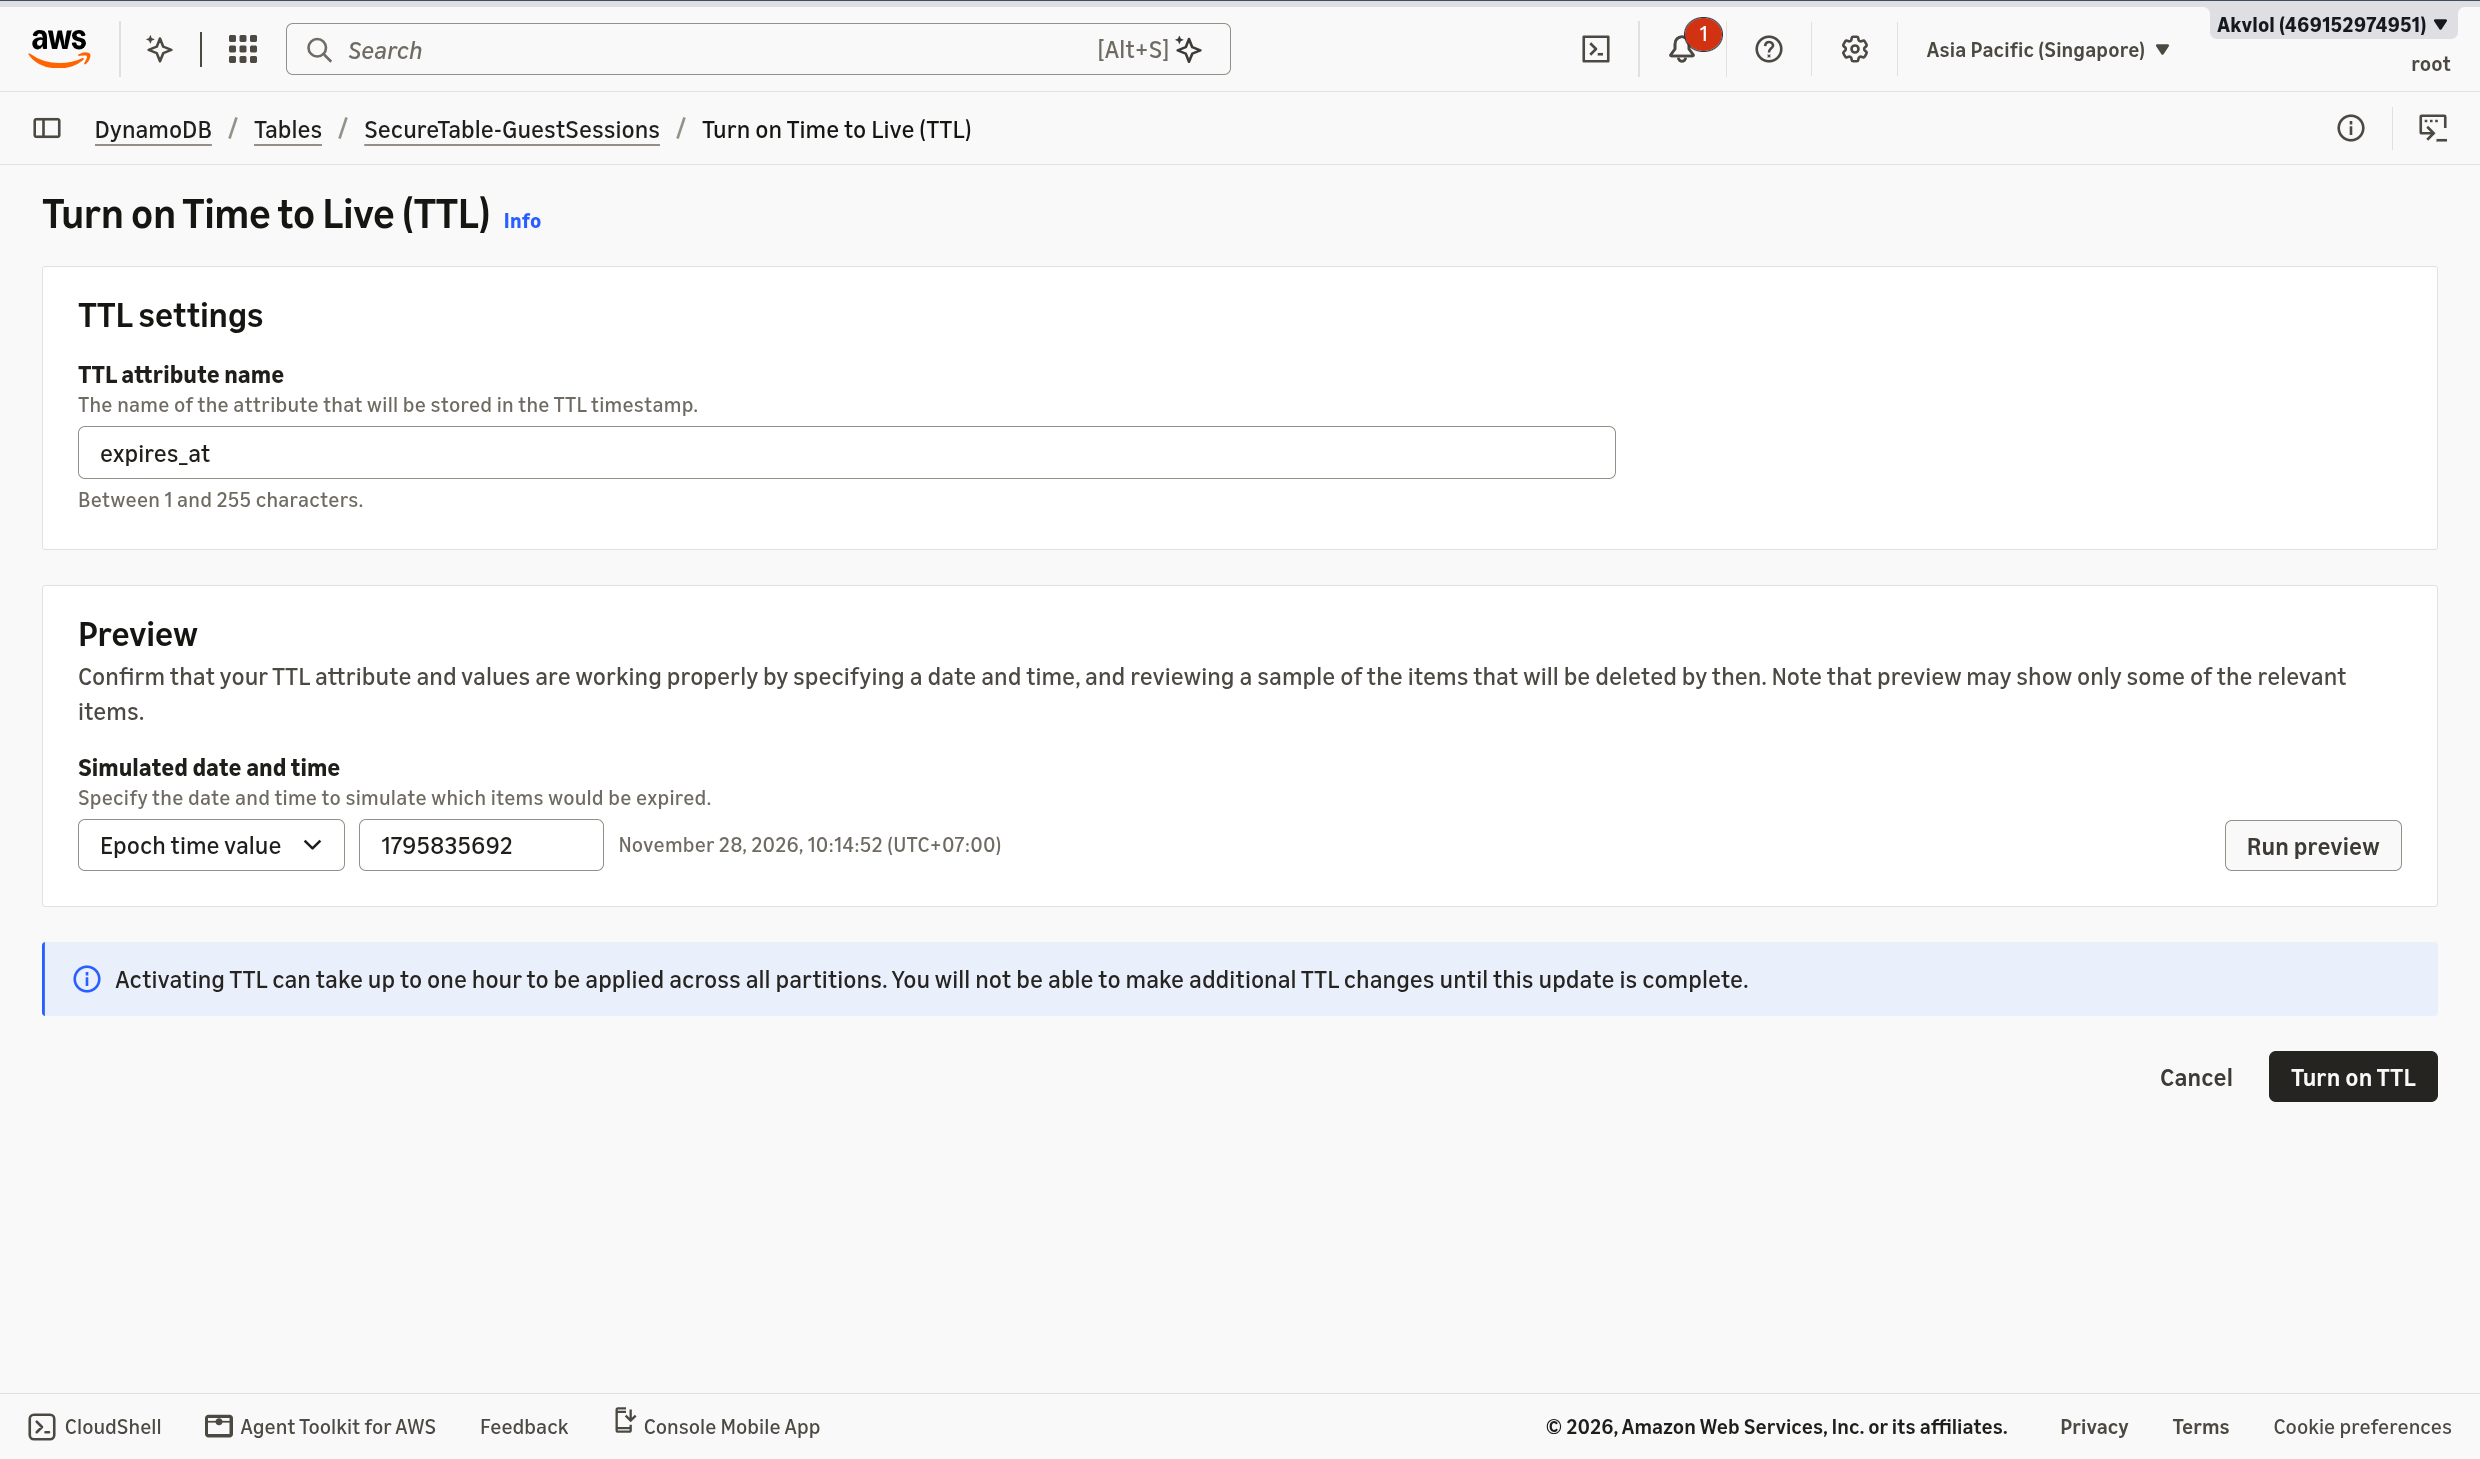 aws
Search [Alt+S]
1
Asia Pacific (Singapore)
Akvlol (469152974951)
root
DynamoDB / Tables / SecureTable-GuestSessions / Turn on Time to Live (TTL)
Turn on Time to Live (TTL) Info
TTL settings
TTL attribute name
The name of the attribute that will be stored in the TTL timestamp.
expires_at
Between 1 and 255 characters.
Preview
Confirm that your TTL attribute and values are working properly by specifying a date and time, and reviewing a sample of the items that will be deleted by then. Note that preview may show only some of the relevant
items.
Simulated date and time
Specify the date and time to simulate which items would be expired.
Epoch time value 1795835692 November 28, 2026, 10:14:52 (UTC+07:00) Run preview
Activating TTL can take up to one hour to be applied across all partitions. You will not be able to make additional TTL changes until this update is complete.
Cancel Turn on TTL
CloudShell Agent Toolkit for AWS Feedback Console Mobile App © 2026, Amazon Web Services, Inc. or its affiliates. Privacy Terms Cookie preferences